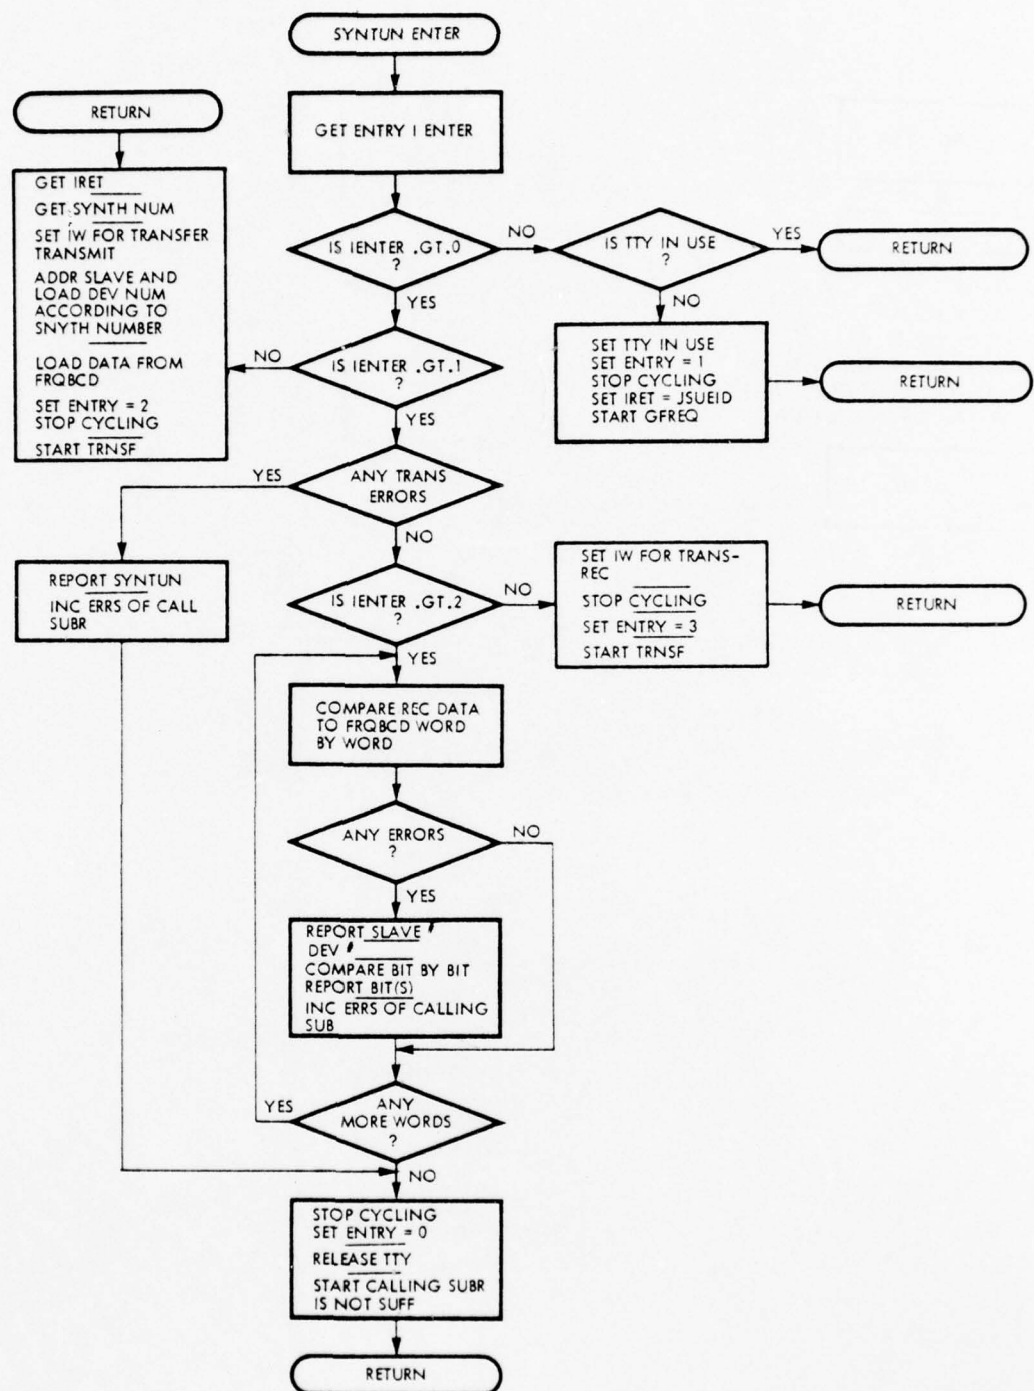 SYNTUN ENTER
GET ENTRY I ENTER
RETURN
GET IRET
GET SYNTH NUM
SET IW FOR TRANSFER
TRANSMIT
ADDR SLAVE AND
LOAD DEV NUM
ACCORDING TO
SNYTH NUMBER
LOAD DATA FROM
FRQBCD
SET ENTRY = 2
STOP CYCLING
START TRNSF
IS IENTER .GT.0
?
NO
YES
IS TTY IN USE
?
YES
NO
RETURN
SET TTY IN USE
SET ENTRY = 1
STOP CYCLING
SET IRET = JSUEID
START GFREQ
RETURN
NO
IS IENTER .GT.1
?
YES
YES
ANY TRANS
ERRORS
NO
REPORT SYNTUN
INC ERRS OF CALL
SUBR
IS IENTER .GT.2
?
NO
YES
SET IW FOR TRANS-
REC
STOP CYCLING
SET ENTRY = 3
START TRNSF
RETURN
COMPARE REC DATA
TO FRQBCD WORD
BY WORD
ANY ERRORS
?
NO
YES
REPORT SLAVE '
DEV '
COMPARE BIT BY BIT
REPORT BIT(S)
INC ERRS OF CALLING
SUB
YES
ANY
MORE WORDS
?
NO
STOP CYCLING
SET ENTRY = 0
RELEASE TTY
START CALLING SUBR
IS NOT SUFF
RETURN